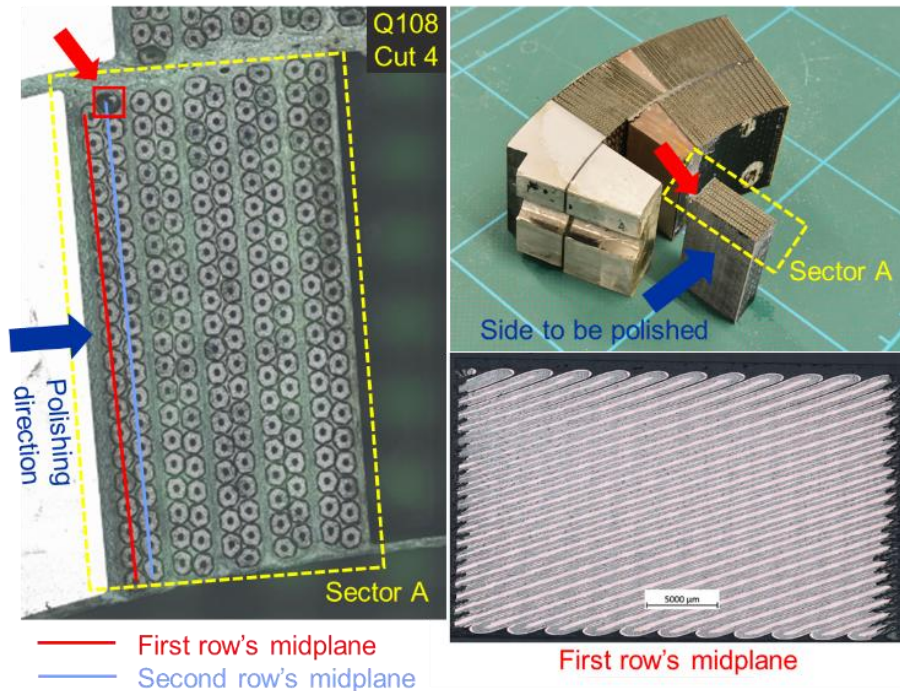 Q108
Cut 4
Polishing
direction
Sector A
First row's midplane
Second row's midplane
Sector A
Side to be polished
5000 µm
First row's midplane